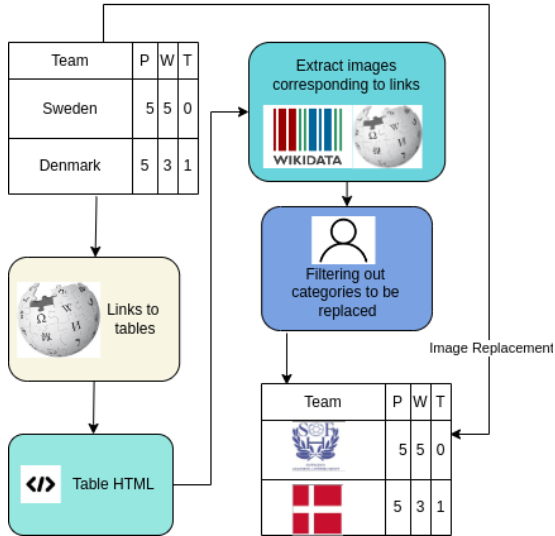 Team P W T
Sweden 5 5 0
Denmark 5 3 1
Links to
tables
</> Table HTML
Extract images
corresponding to links
WIKIDATA
Filtering out
categories to be
replaced
Image Replacement
Team P W T
S F
H
5 5 0
5 3 1